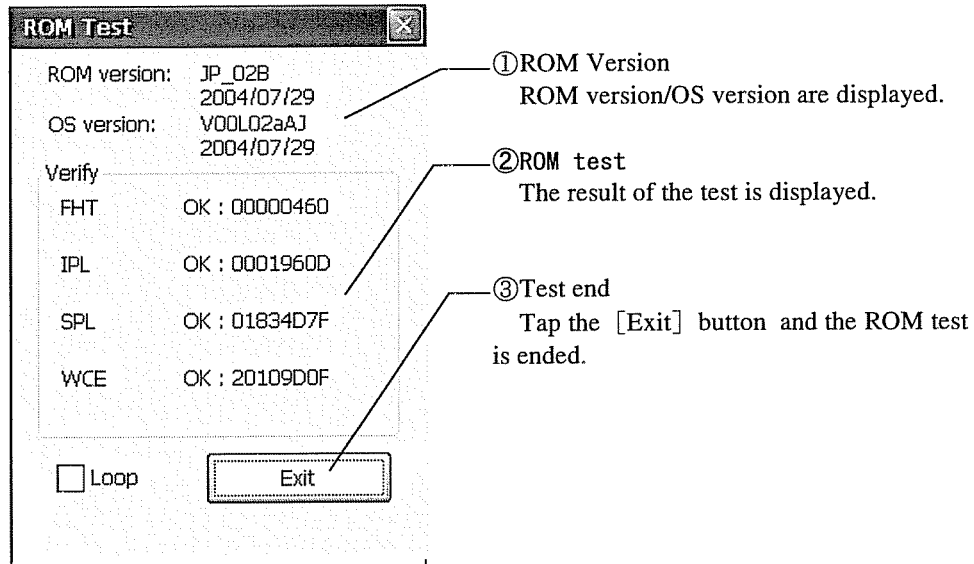 ROM Test
ROM version: JP_02B
2004/07/29
OS version: V00L02aAJ
2004/07/29
Verify
FHT OK : 00000460
IPL OK : 0001960D
SPL OK : 01834D7F
WCE OK : 20109D0F
Loop
Exit
①ROM Version
ROM version/OS version are displayed.
②ROM test
The result of the test is displayed.
③Test end
Tap the [Exit] button and the ROM test
is ended.